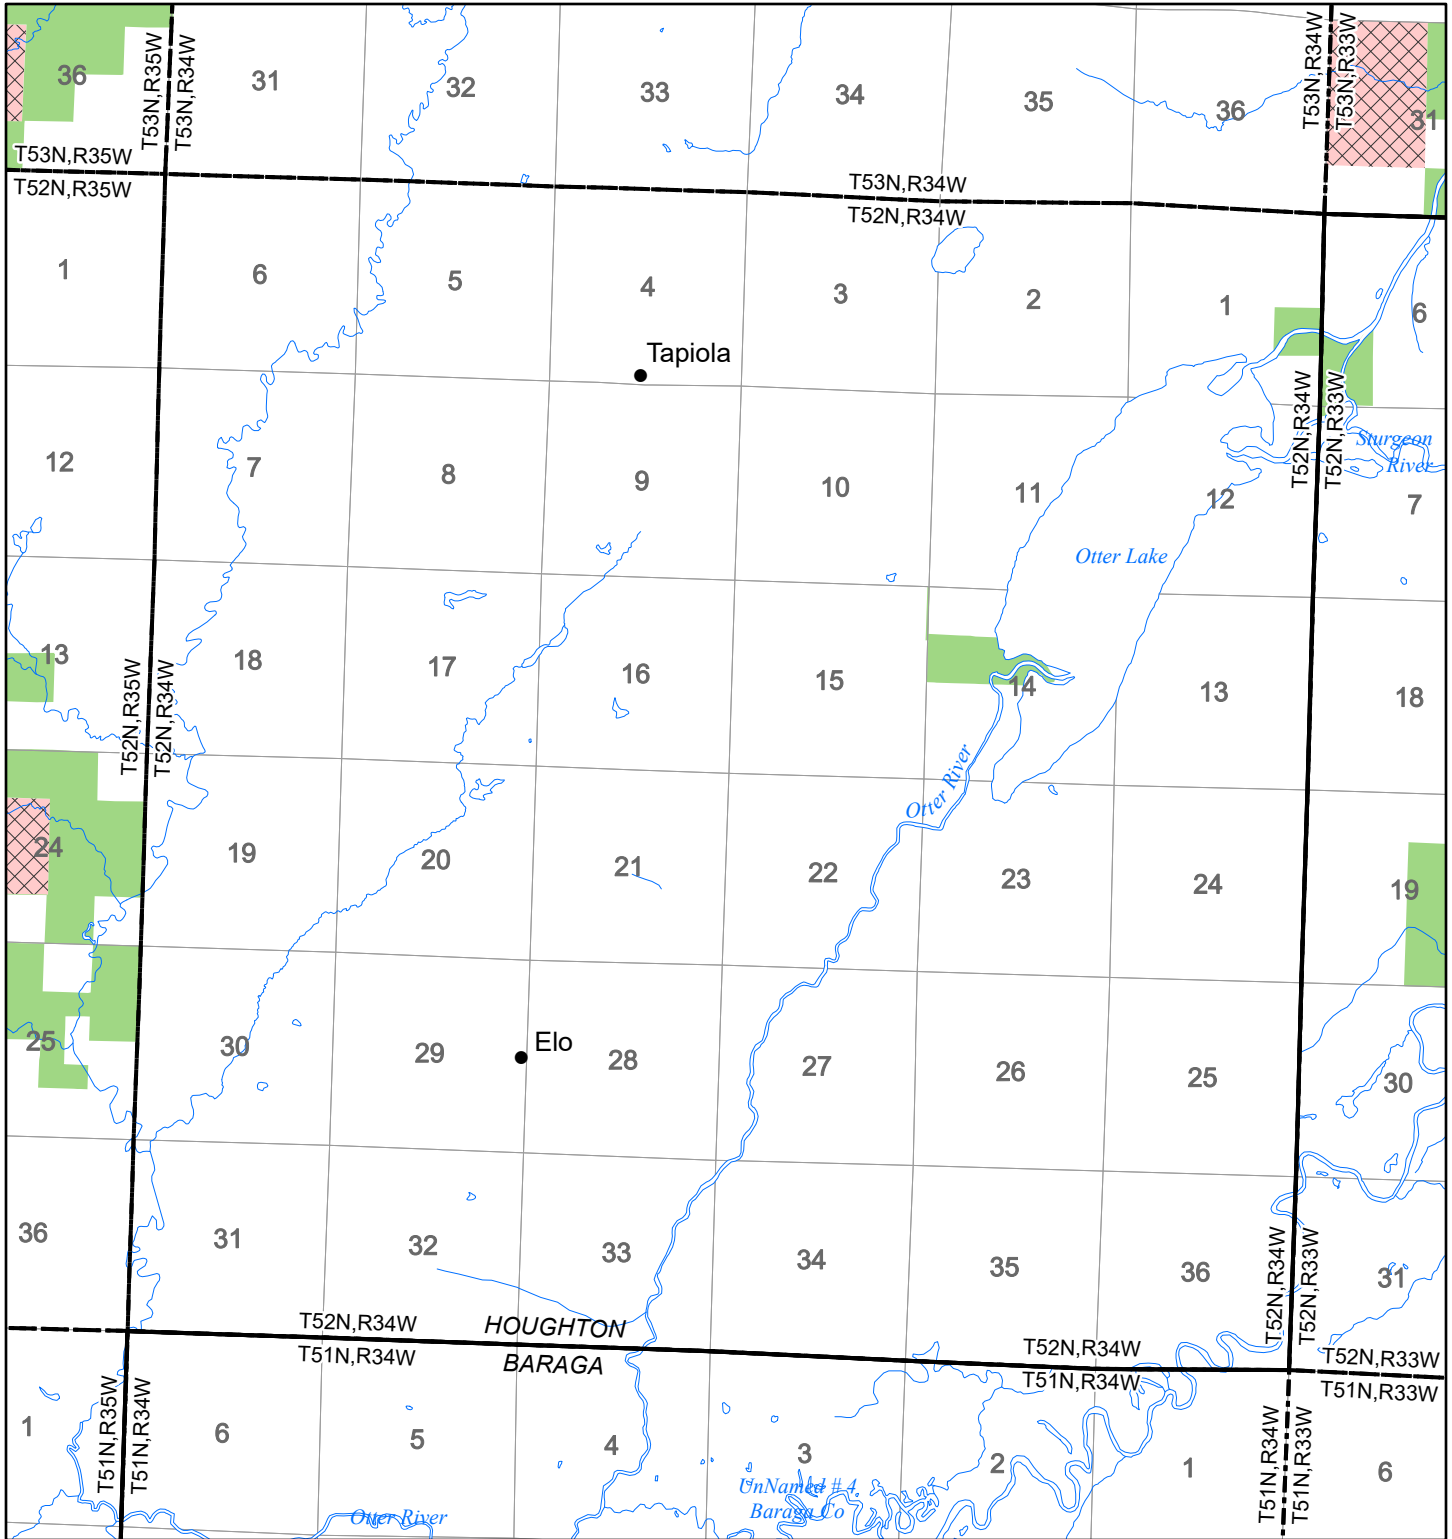 36
31
32
33
34
35
36
31
T53N,R35W
T53N,R34W
T53N,R34W
T53N,R33W
T53N,R35W
T52N,R35W
T53N,R34W
T52N,R34W
1
6
5
4
3
2
1
6
Tapiola
T52N,R34W
T52N,R33W
Sturgeon
River
12
7
8
9
10
11
12
7
Otter Lake
13
18
17
16
15
14
13
18
T52N,R35W
T52N,R34W
Otter River
24
19
20
21
22
23
24
19
25
30
29
Elo
28
27
26
25
30
36
31
32
33
34
35
36
31
T52N,R34W
T52N,R33W
T52N,R34W
HOUGHTON
T51N,R34W
BARAGA
T52N,R34W
T51N,R34W
T52N,R33W
T51N,R33W
1
T51N,R35W
T51N,R34W
6
5
4
3
2
1
T51N,R34W
T51N,R33W
6
UnNamed # 4
Baraga Co
Otter River